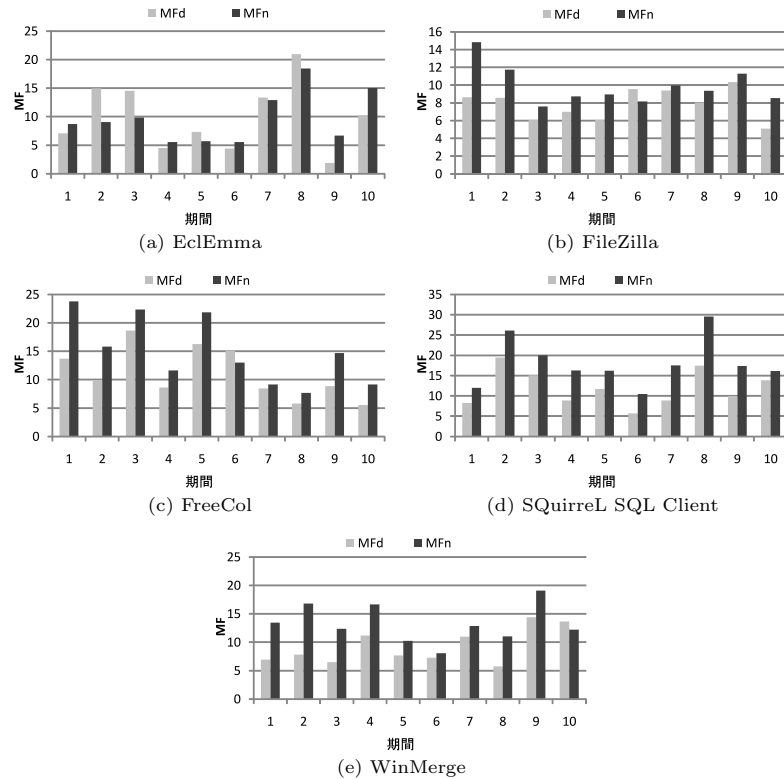 MFd MFn
25
20
15
10
5
0
MF
1 2 3 4 5 6 7 8 9 10
期間
(a) EclEmma
MFd MFn
16
14
12
10
8
6
4
2
0
MF
1 2 3 4 5 6 7 8 9 10
期間
(b) FileZilla
MFd MFn
25
20
15
10
5
0
MF
1 2 3 4 5 6 7 8 9 10
期間
(c) FreeCol
MFd MFn
35
30
25
20
15
10
5
0
MF
1 2 3 4 5 6 7 8 9 10
期間
(d) SQuirreL SQL Client
MFd MFn
25
20
15
10
5
0
MF
1 2 3 4 5 6 7 8 9 10
期間
(e) WinMerge